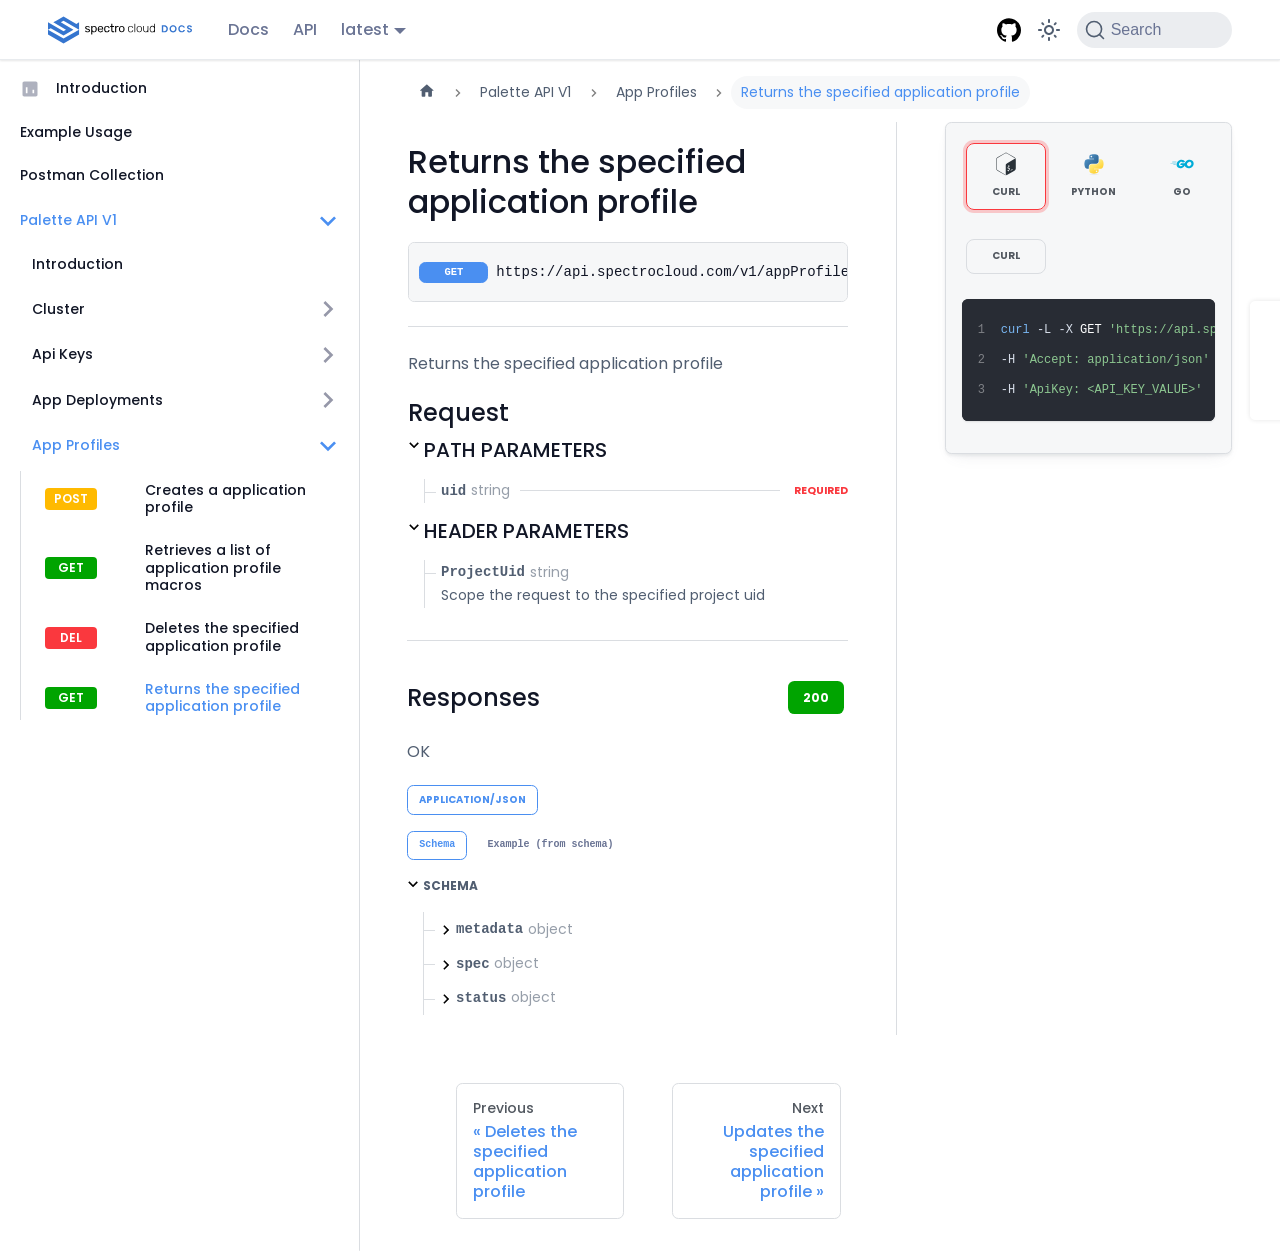 spectro cloud DOCS
Docs
API
latest
Search
Introduction
Example Usage
Postman Collection
Palette API V1
Introduction
Cluster
Api Keys
App Deployments
App Profiles
POST
Creates a application
profile
GET
Retrieves a list of
application profile
macros
DEL
Deletes the specified
application profile
GET
Returns the specified
application profile
Palette API V1
App Profiles
Returns the specified application profile
Returns the specified
application profile
GET https://api.spectrocloud.com/v1/appProfile
Returns the specified application profile
Request
PATH PARAMETERS
uid string REQUIRED
HEADER PARAMETERS
ProjectUid string
Scope the request to the specified project uid
Responses
200
OK
APPLICATION/JSON
Schema
Example (from schema)
SCHEMA
metadata object
spec object
status object
CURL
PYTHON
GO
CURL
1 curl -L -X GET 'https://api.sp
2 -H 'Accept: application/json'
3 -H 'ApiKey: <API_KEY_VALUE>'
Previous
« Deletes the
specified
application
profile
Next
Updates the
specified
application
profile »